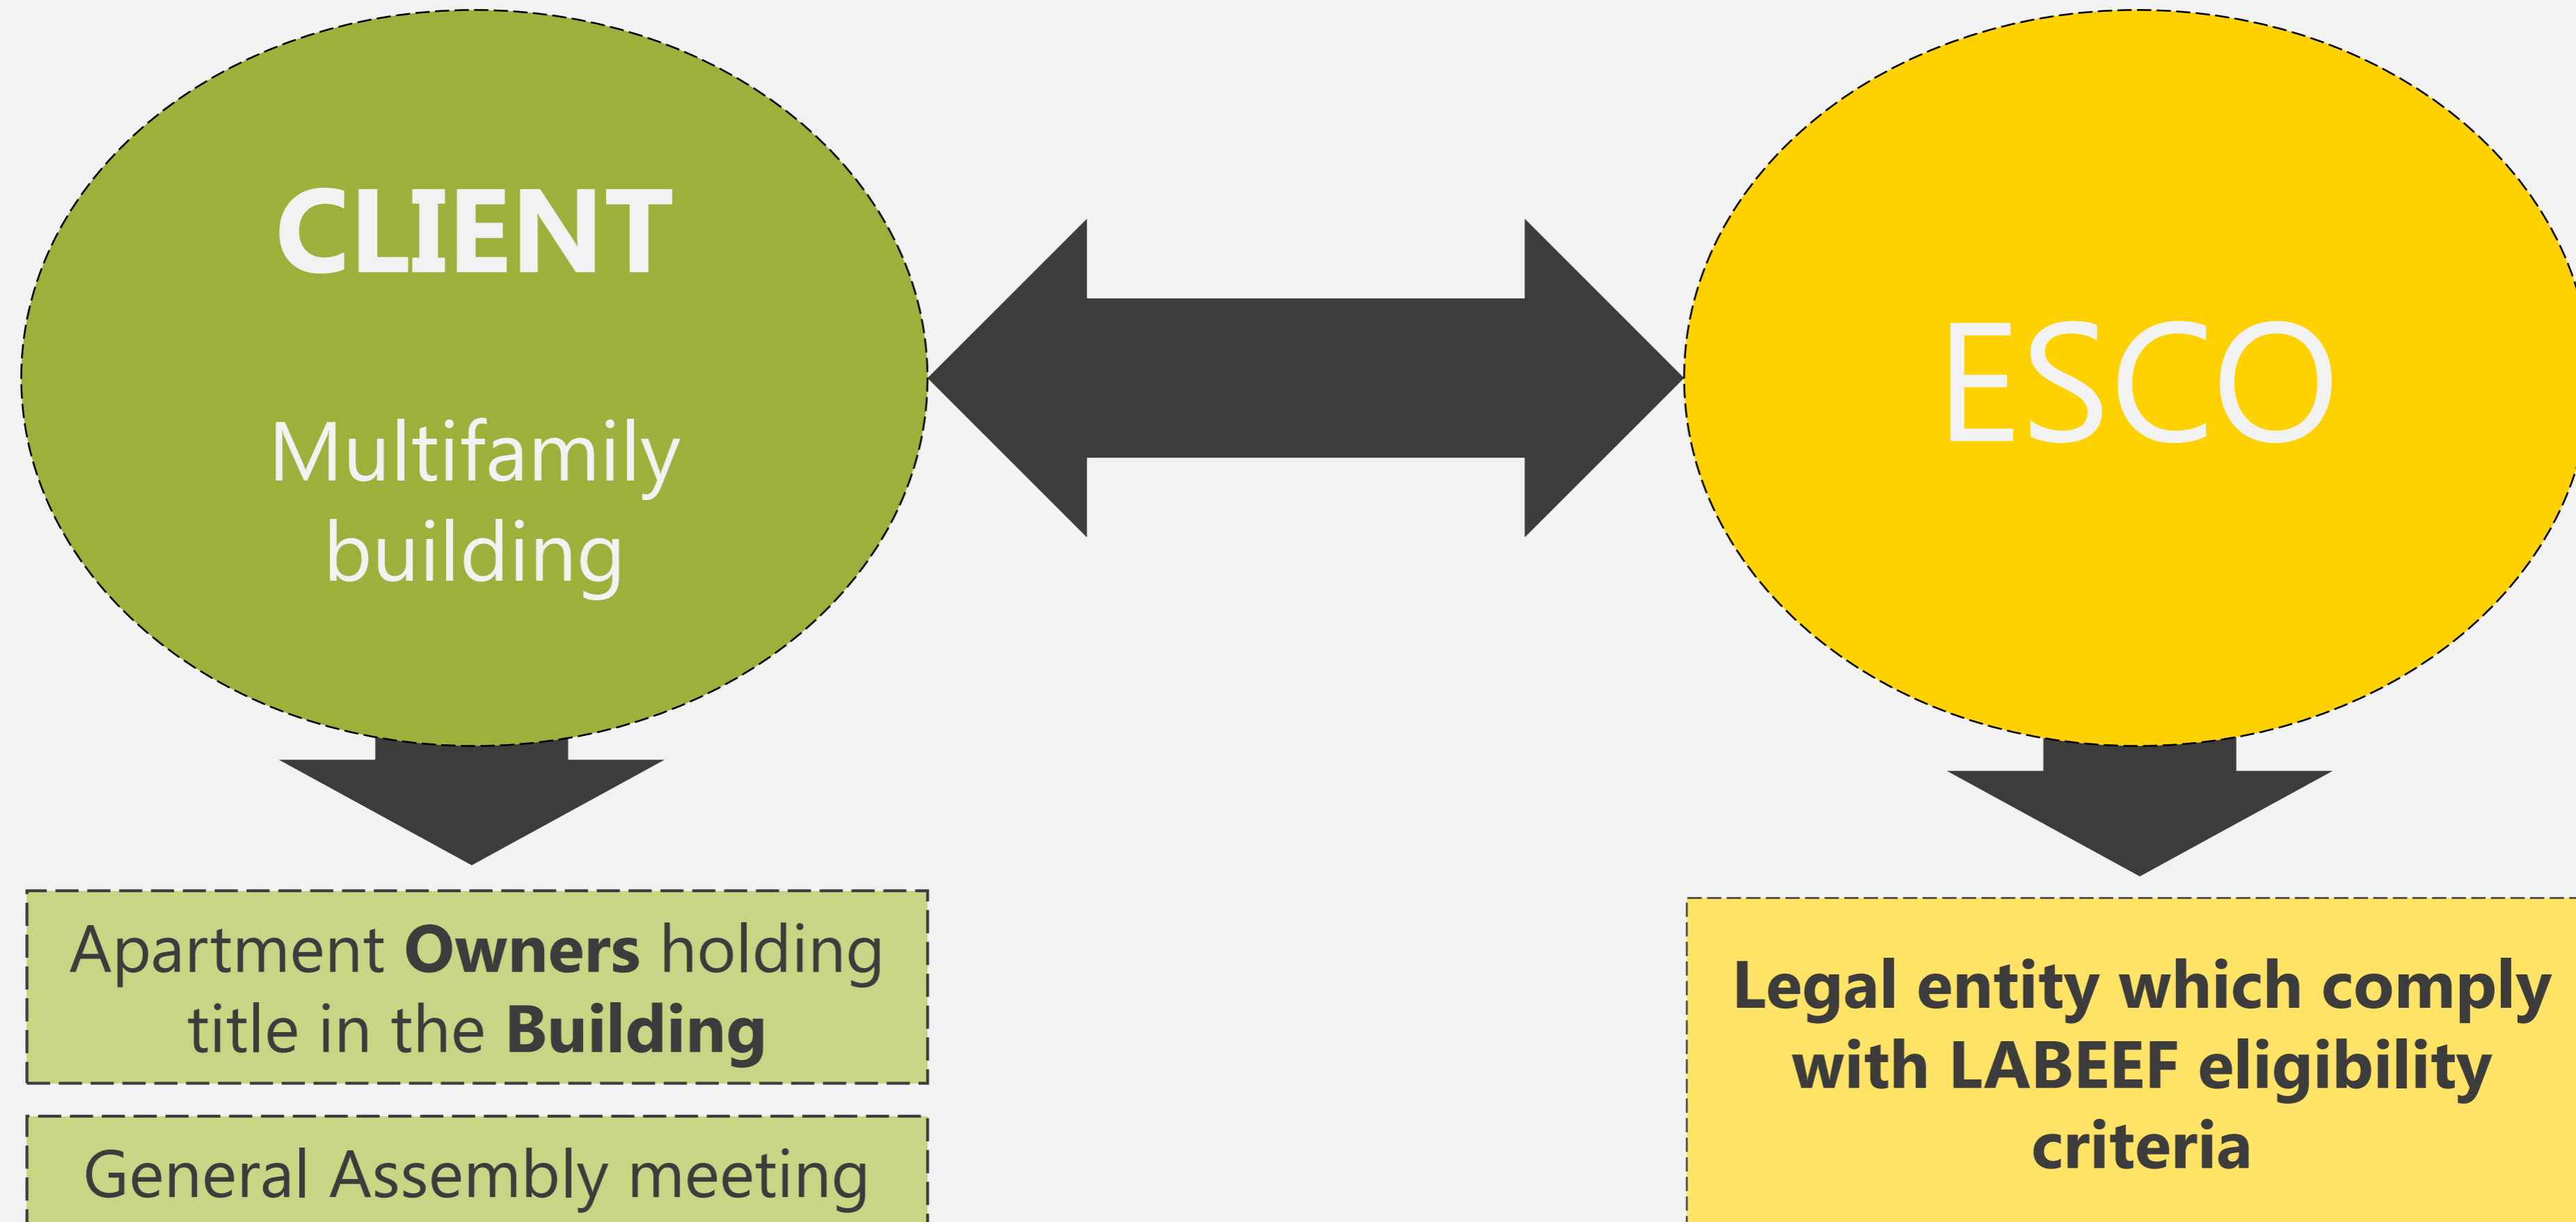 CLIENT
Multifamily
building
ESCO
Apartment Owners holding
title in the Building
General Assembly meeting
Legal entity which comply
with LABEEF eligibility
criteria